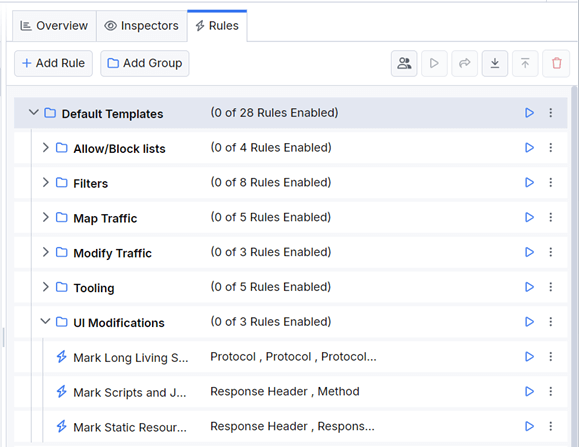 Overview Inspectors Rules
+ Add Rule Add Group
Default Templates (0 of 28 Rules Enabled)
Allow/Block lists (0 of 4 Rules Enabled)
Filters (0 of 8 Rules Enabled)
Map Traffic (0 of 5 Rules Enabled)
Modify Traffic (0 of 3 Rules Enabled)
Tooling (0 of 5 Rules Enabled)
UI Modifications (0 of 3 Rules Enabled)
Mark Long Living S... Protocol , Protocol , Protocol...
Mark Scripts and J... Response Header , Method
Mark Static Resour... Response Header , Respons...